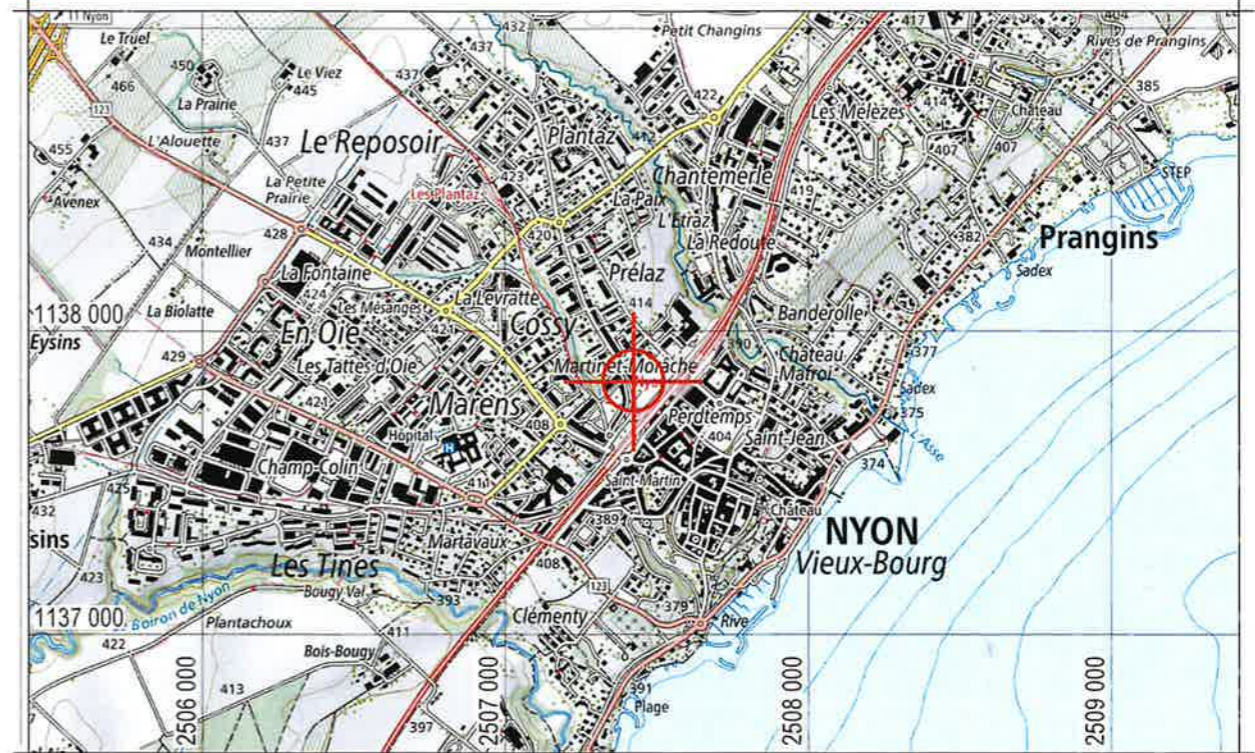 11 Nyon
Le Truel
432
Petit Changins
417
404
Rives de Prangins
437
450
Le Viez
445
437
466
La Prairie
123
385
422
Les Mélèzes
414
Château
L'Alouette
437
Le Reposoir
Plantaz
412
407
407
455
423
Chantemerle
STEP
La Petite
Prairie
Les Plantaz
La Paix
419
Avenex
L'Etraz
428
420
La Redoute
382
Prangins
434
Montellier
La Fontaine
Prélaz
Sadex
424
La Levratte
414
1138 000
La Biolatte
Les Mésanges
421
Cossy
Banderolle
Eysins
En Oie
390
377
429
Les Tattes d'Oie
Martinet-Morache
Château
Mafroi
Nyon
Sadex
421
Marens
Perdtemps
375
408
404
Saint-Jean
L'Asse
Hôpital
H
374
Champ-Colin
411
Saint-Martin
425
Château
432
389
NYON
sins
Martavaux
Vieux-Bourg
Les Tines
408
423
Bougy Val
393
123
379
1137 000
Boiron de Nyon
Plantachoux
Clémenty
Rive
422
411
Bois-Bougy
413
391
Plage
397
2506 000
2507 000
2508 000
2509 000